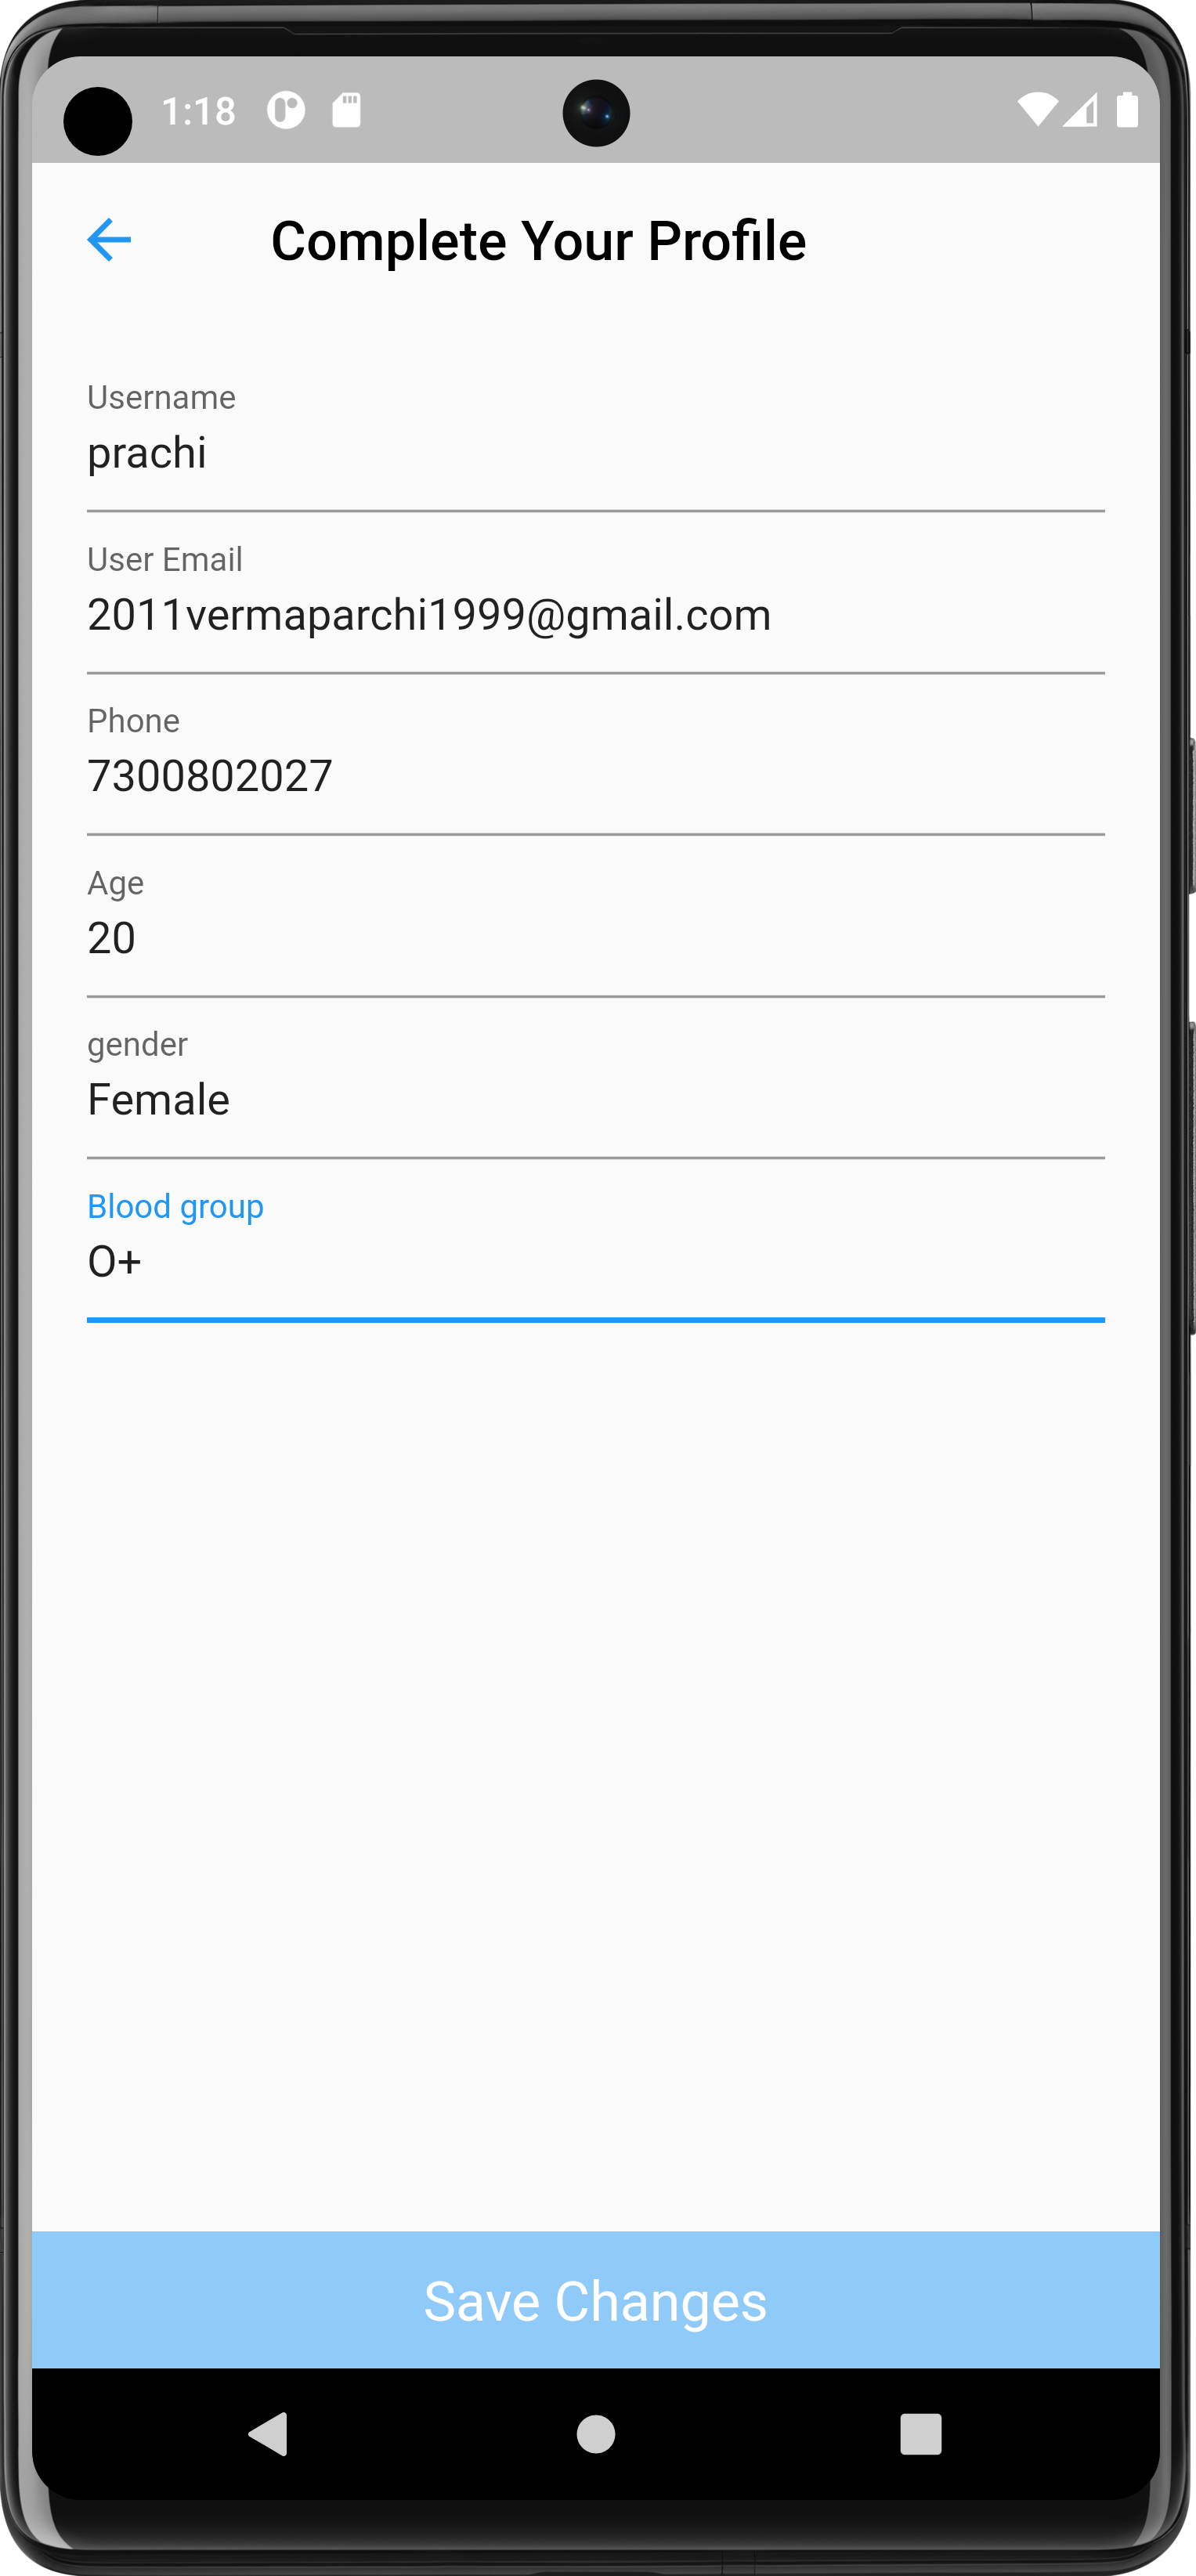 1:18
Complete Your Profile
Username
prachi
User Email
2011vermaparchi1999@gmail.com
Phone
7300802027
Age
20
gender
Female
Blood group
O+
Save Changes